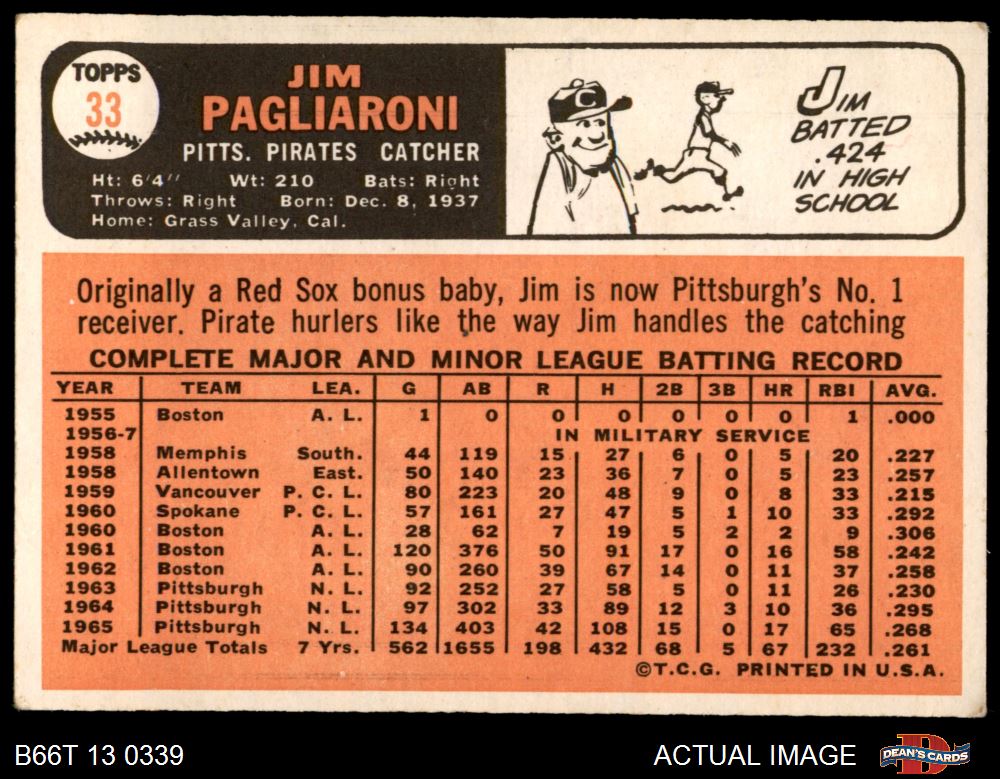 TOPPS
33
JIM
PAGLIARONI
PITTS. PIRATES CATCHER
Ht: 6'4" Wt: 210 Bats: Right
Throws: Right Born: Dec. 8, 1937
Home: Grass Valley, Cal.
C
JIM
BATTED
.424
IN HIGH
SCHOOL
Originally a Red Sox bonus baby, Jim is now Pittsburgh's No. 1
receiver. Pirate hurlers like the way Jim handles the catching
COMPLETE MAJOR AND MINOR LEAGUE BATTING RECORD
YEAR TEAM LEA. G AB R H 2B 3B HR RBI AVG.
1955 Boston A. L. 1 0 0 0 0 0 0 1 .000
1956-7 IN MILITARY SERVICE
1958 Memphis South. 44 119 15 27 6 0 5 20 .227
1958 Allentown East. 50 140 23 36 7 0 5 23 .257
1959 Vancouver P. C. L. 80 223 20 48 9 0 8 33 .215
1960 Spokane P. C. L. 57 161 27 47 5 1 10 33 .292
1960 Boston A. L. 28 62 7 19 5 2 2 9 .306
1961 Boston A. L. 120 376 50 91 17 0 16 58 .242
1962 Boston A. L. 90 260 39 67 14 0 11 37 .258
1963 Pittsburgh N. L. 92 252 27 58 5 0 11 26 .230
1964 Pittsburgh N. L. 97 302 33 89 12 3 10 36 .295
1965 Pittsburgh N. L. 134 403 42 108 15 0 17 65 .268
Major League Totals 7 Yrs. 562 1655 198 432 68 5 67 232 .261
©T.C.G. PRINTED IN U.S.A.
B66T 13 0339 ACTUAL IMAGE DEAN'S CARDS